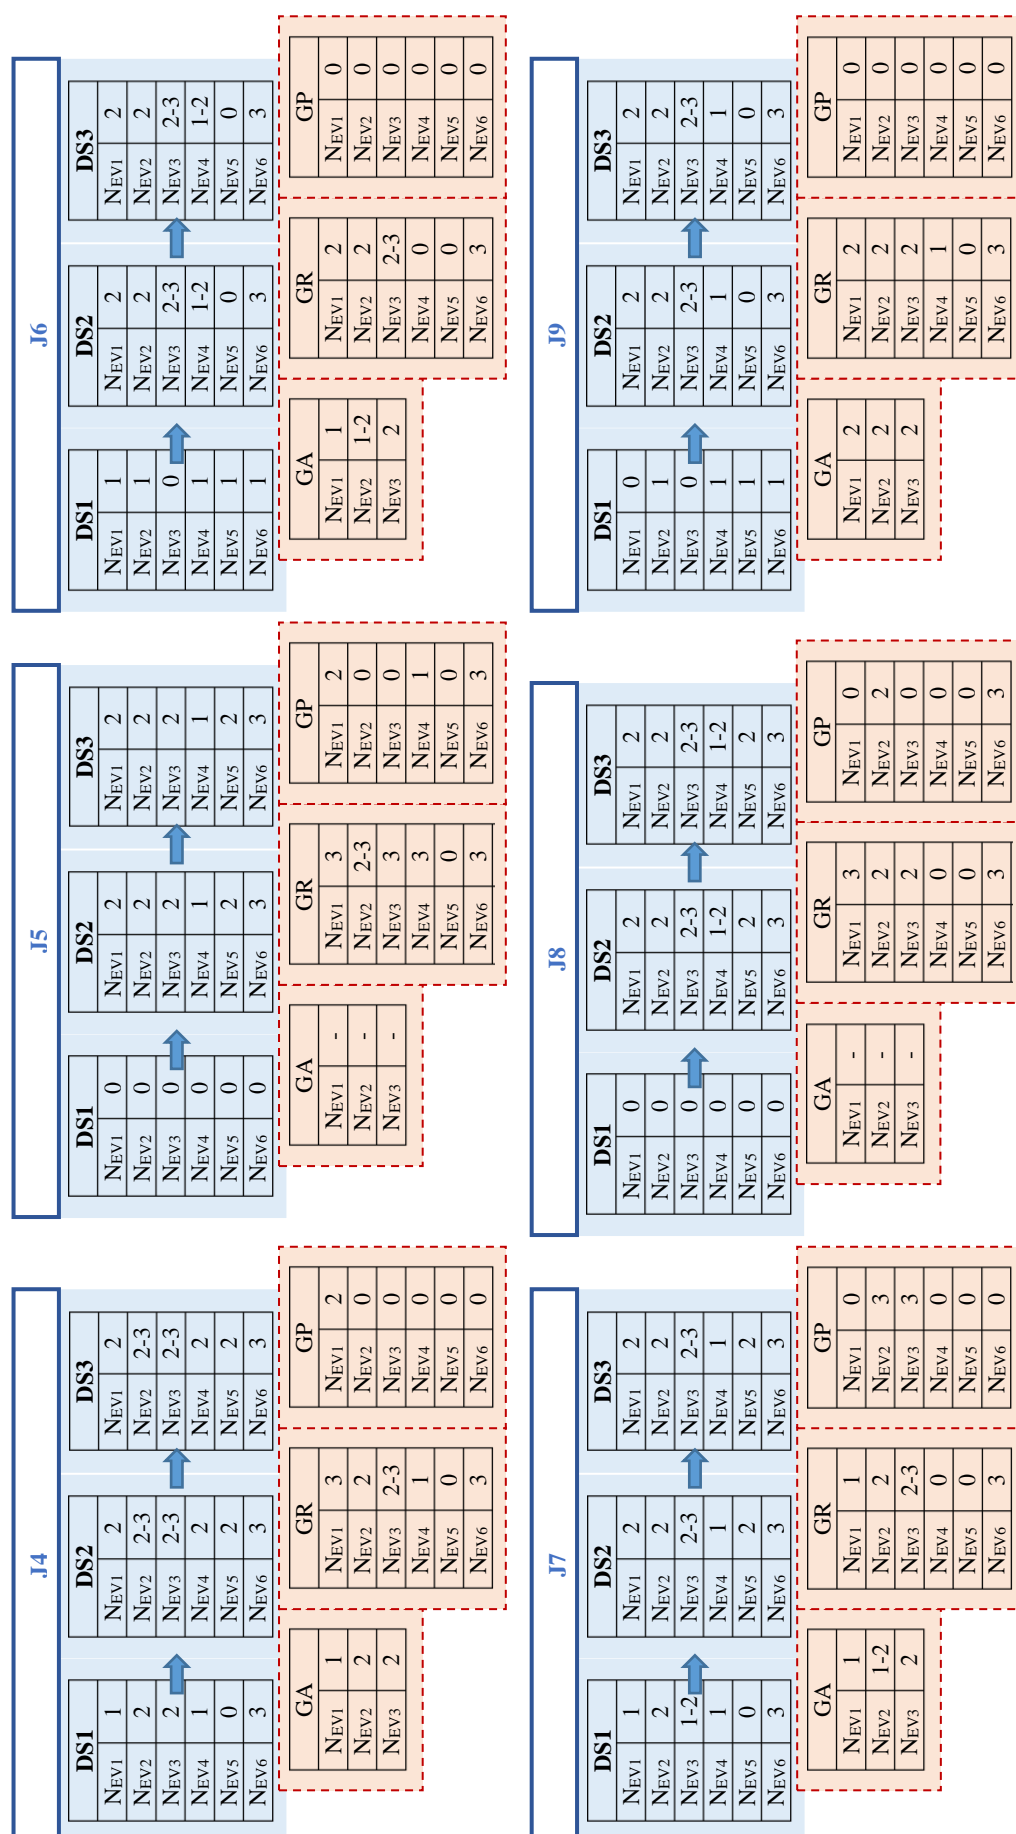 J4
DS1
NEV1 1
NEV2 2
NEV3 2
NEV4 1
NEV5 0
NEV6 3
DS2
NEV1 2
NEV2 2-3
NEV3 2-3
NEV4 2
NEV5 2
NEV6 3
DS3
NEV1 2
NEV2 2-3
NEV3 2-3
NEV4 2
NEV5 2
NEV6 3
GA
NEV1 1
NEV2 2
NEV3 2
GR
NEV1 3
NEV2 2
NEV3 2-3
NEV4 1
NEV5 0
NEV6 3
GP
NEV1 2
NEV2 0
NEV3 0
NEV4 0
NEV5 0
NEV6 0
J5
DS1
NEV1 0
NEV2 0
NEV3 0
NEV4 0
NEV5 0
NEV6 0
DS2
NEV1 2
NEV2 2
NEV3 2
NEV4 1
NEV5 2
NEV6 3
DS3
NEV1 2
NEV2 2
NEV3 2
NEV4 1
NEV5 2
NEV6 3
GA
NEV1 -
NEV2 -
NEV3 -
GR
NEV1 3
NEV2 2-3
NEV3 3
NEV4 3
NEV5 0
NEV6 3
GP
NEV1 2
NEV2 0
NEV3 0
NEV4 1
NEV5 0
NEV6 3
J6
DS1
NEV1 1
NEV2 1
NEV3 0
NEV4 1
NEV5 1
NEV6 1
DS2
NEV1 2
NEV2 2
NEV3 2-3
NEV4 1-2
NEV5 0
NEV6 3
DS3
NEV1 2
NEV2 2
NEV3 2-3
NEV4 1-2
NEV5 0
NEV6 3
GA
NEV1 1
NEV2 1-2
NEV3 2
GR
NEV1 2
NEV2 2
NEV3 2-3
NEV4 0
NEV5 0
NEV6 3
GP
NEV1 0
NEV2 0
NEV3 0
NEV4 0
NEV5 0
NEV6 0
J7
DS1
NEV1 1
NEV2 2
NEV3 1-2
NEV4 1
NEV5 0
NEV6 3
DS2
NEV1 2
NEV2 2
NEV3 2-3
NEV4 1
NEV5 2
NEV6 3
DS3
NEV1 2
NEV2 2
NEV3 2-3
NEV4 1
NEV5 2
NEV6 3
GA
NEV1 1
NEV2 1-2
NEV3 2
GR
NEV1 1
NEV2 2
NEV3 2-3
NEV4 0
NEV5 0
NEV6 3
GP
NEV1 0
NEV2 3
NEV3 3
NEV4 0
NEV5 0
NEV6 0
J8
DS1
NEV1 0
NEV2 0
NEV3 0
NEV4 0
NEV5 0
NEV6 0
DS2
NEV1 2
NEV2 2
NEV3 2-3
NEV4 1-2
NEV5 2
NEV6 3
DS3
NEV1 2
NEV2 2
NEV3 2-3
NEV4 1-2
NEV5 2
NEV6 3
GA
NEV1 -
NEV2 -
NEV3 -
GR
NEV1 3
NEV2 2
NEV3 2
NEV4 0
NEV5 0
NEV6 3
GP
NEV1 0
NEV2 2
NEV3 0
NEV4 0
NEV5 0
NEV6 3
J9
DS1
NEV1 0
NEV2 1
NEV3 0
NEV4 1
NEV5 1
NEV6 1
DS2
NEV1 2
NEV2 2
NEV3 2-3
NEV4 1
NEV5 0
NEV6 3
DS3
NEV1 2
NEV2 2
NEV3 2-3
NEV4 1
NEV5 0
NEV6 3
GA
NEV1 2
NEV2 2
NEV3 2
GR
NEV1 2
NEV2 2
NEV3 2
NEV4 1
NEV5 0
NEV6 3
GP
NEV1 0
NEV2 0
NEV3 0
NEV4 0
NEV5 0
NEV6 0